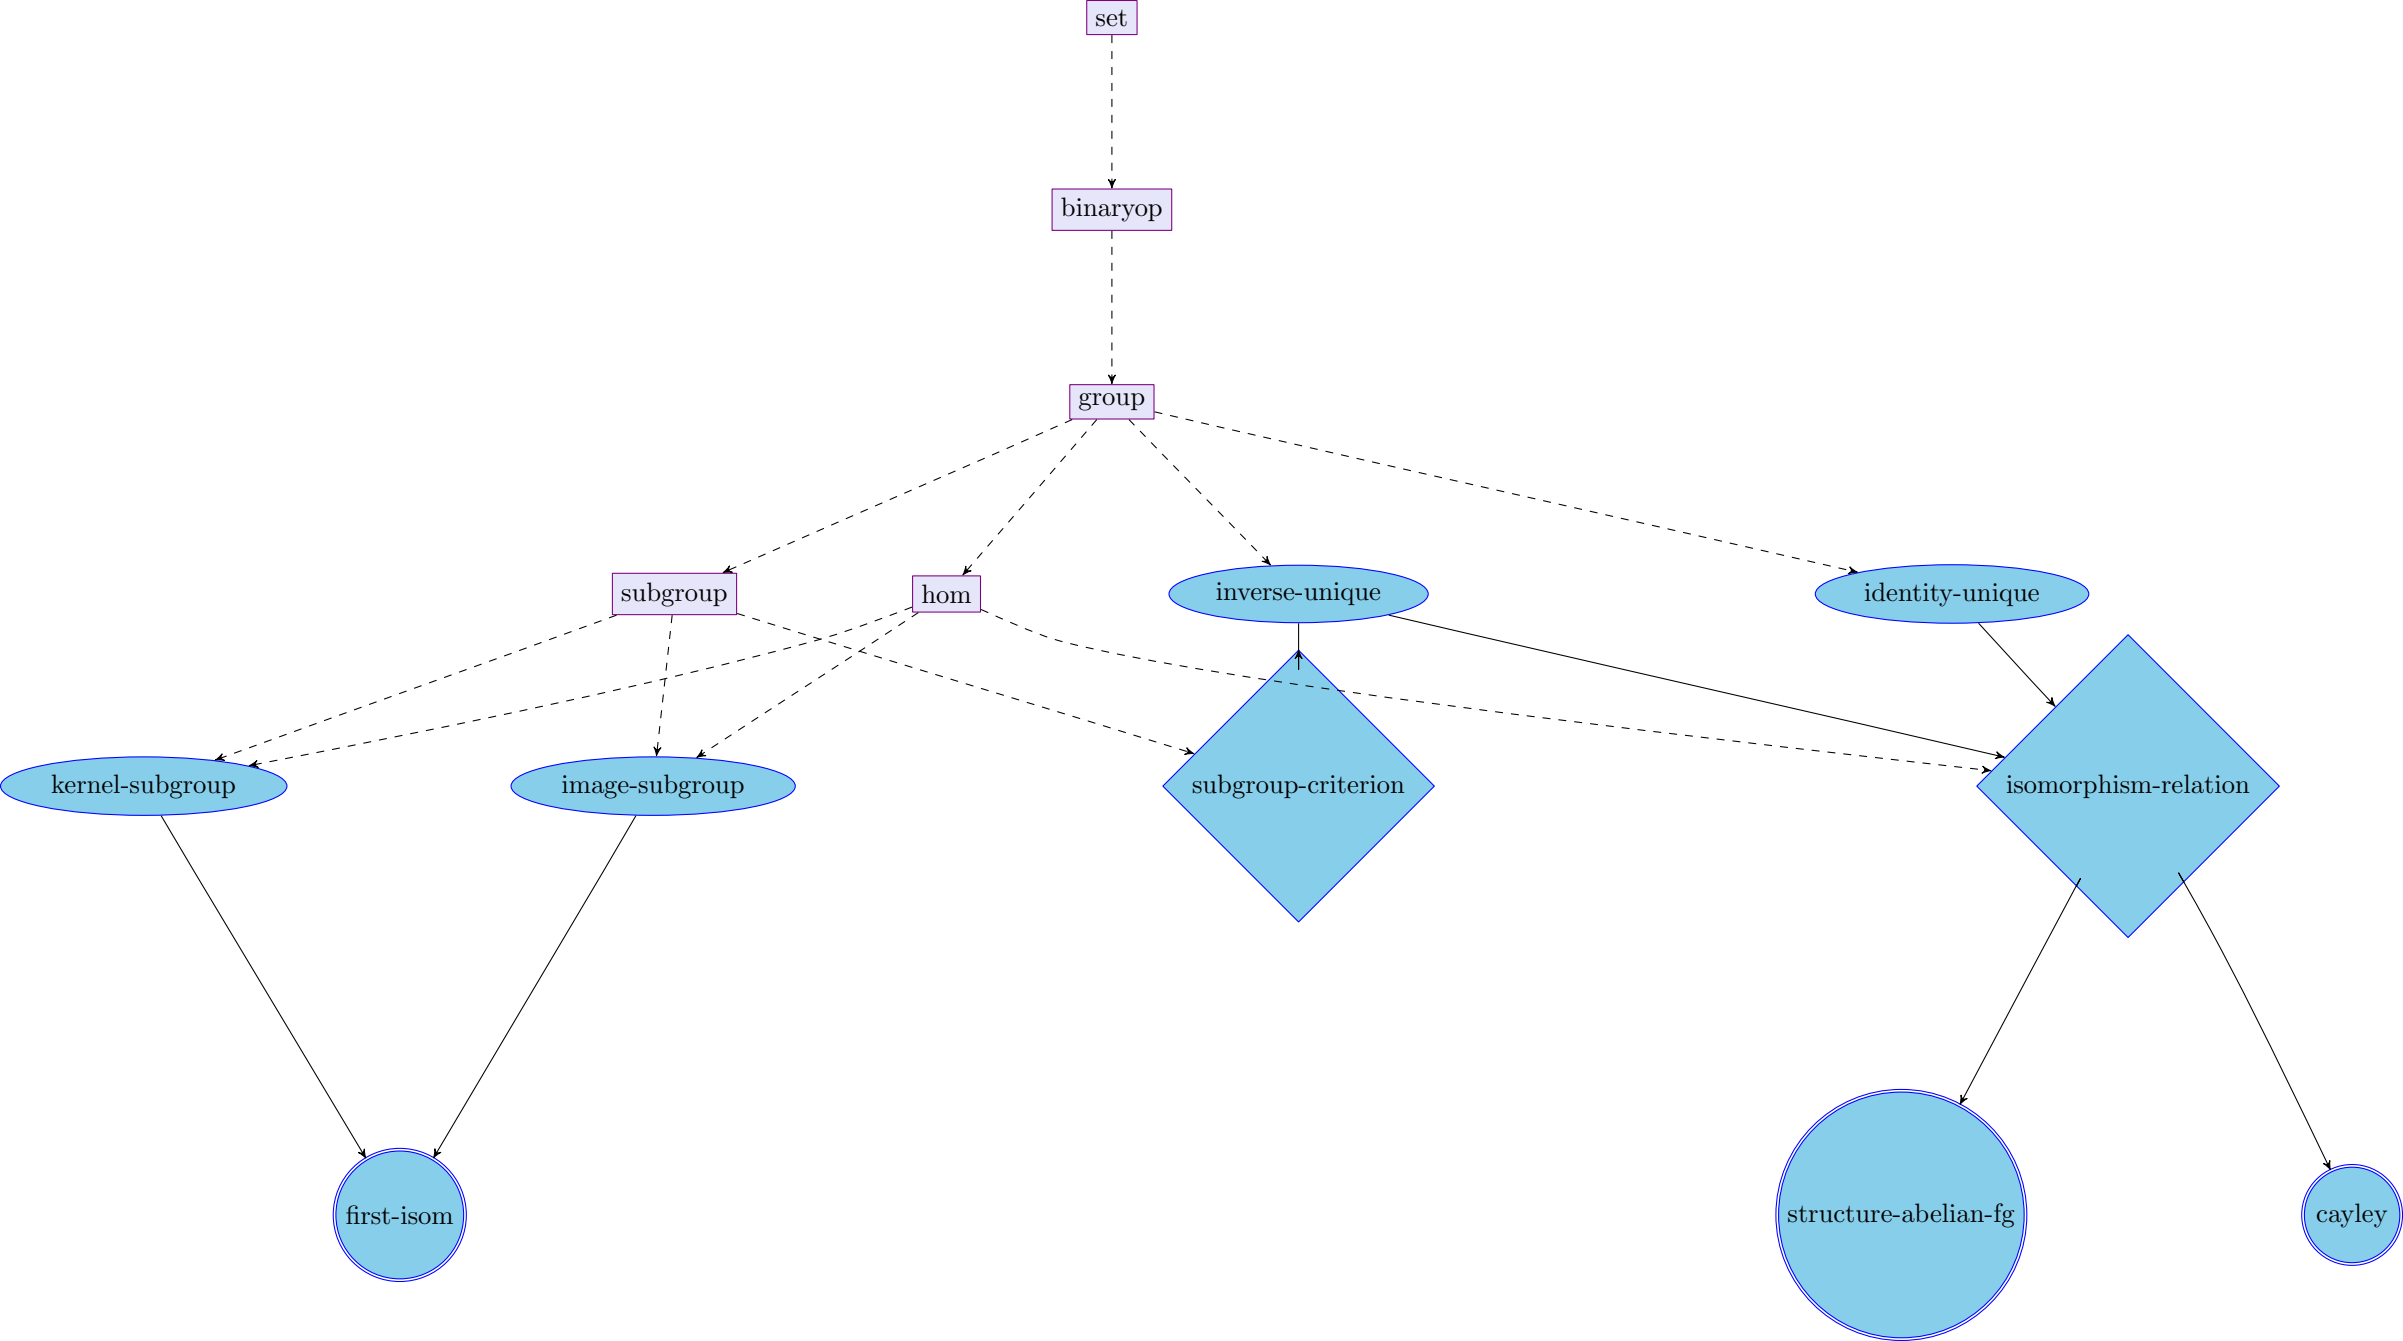 set
binaryop
group
subgroup
hom
inverse-unique
identity-unique
kernel-subgroup
image-subgroup
subgroup-criterion
isomorphism-relation
first-isom
structure-abelian-fg
cayley